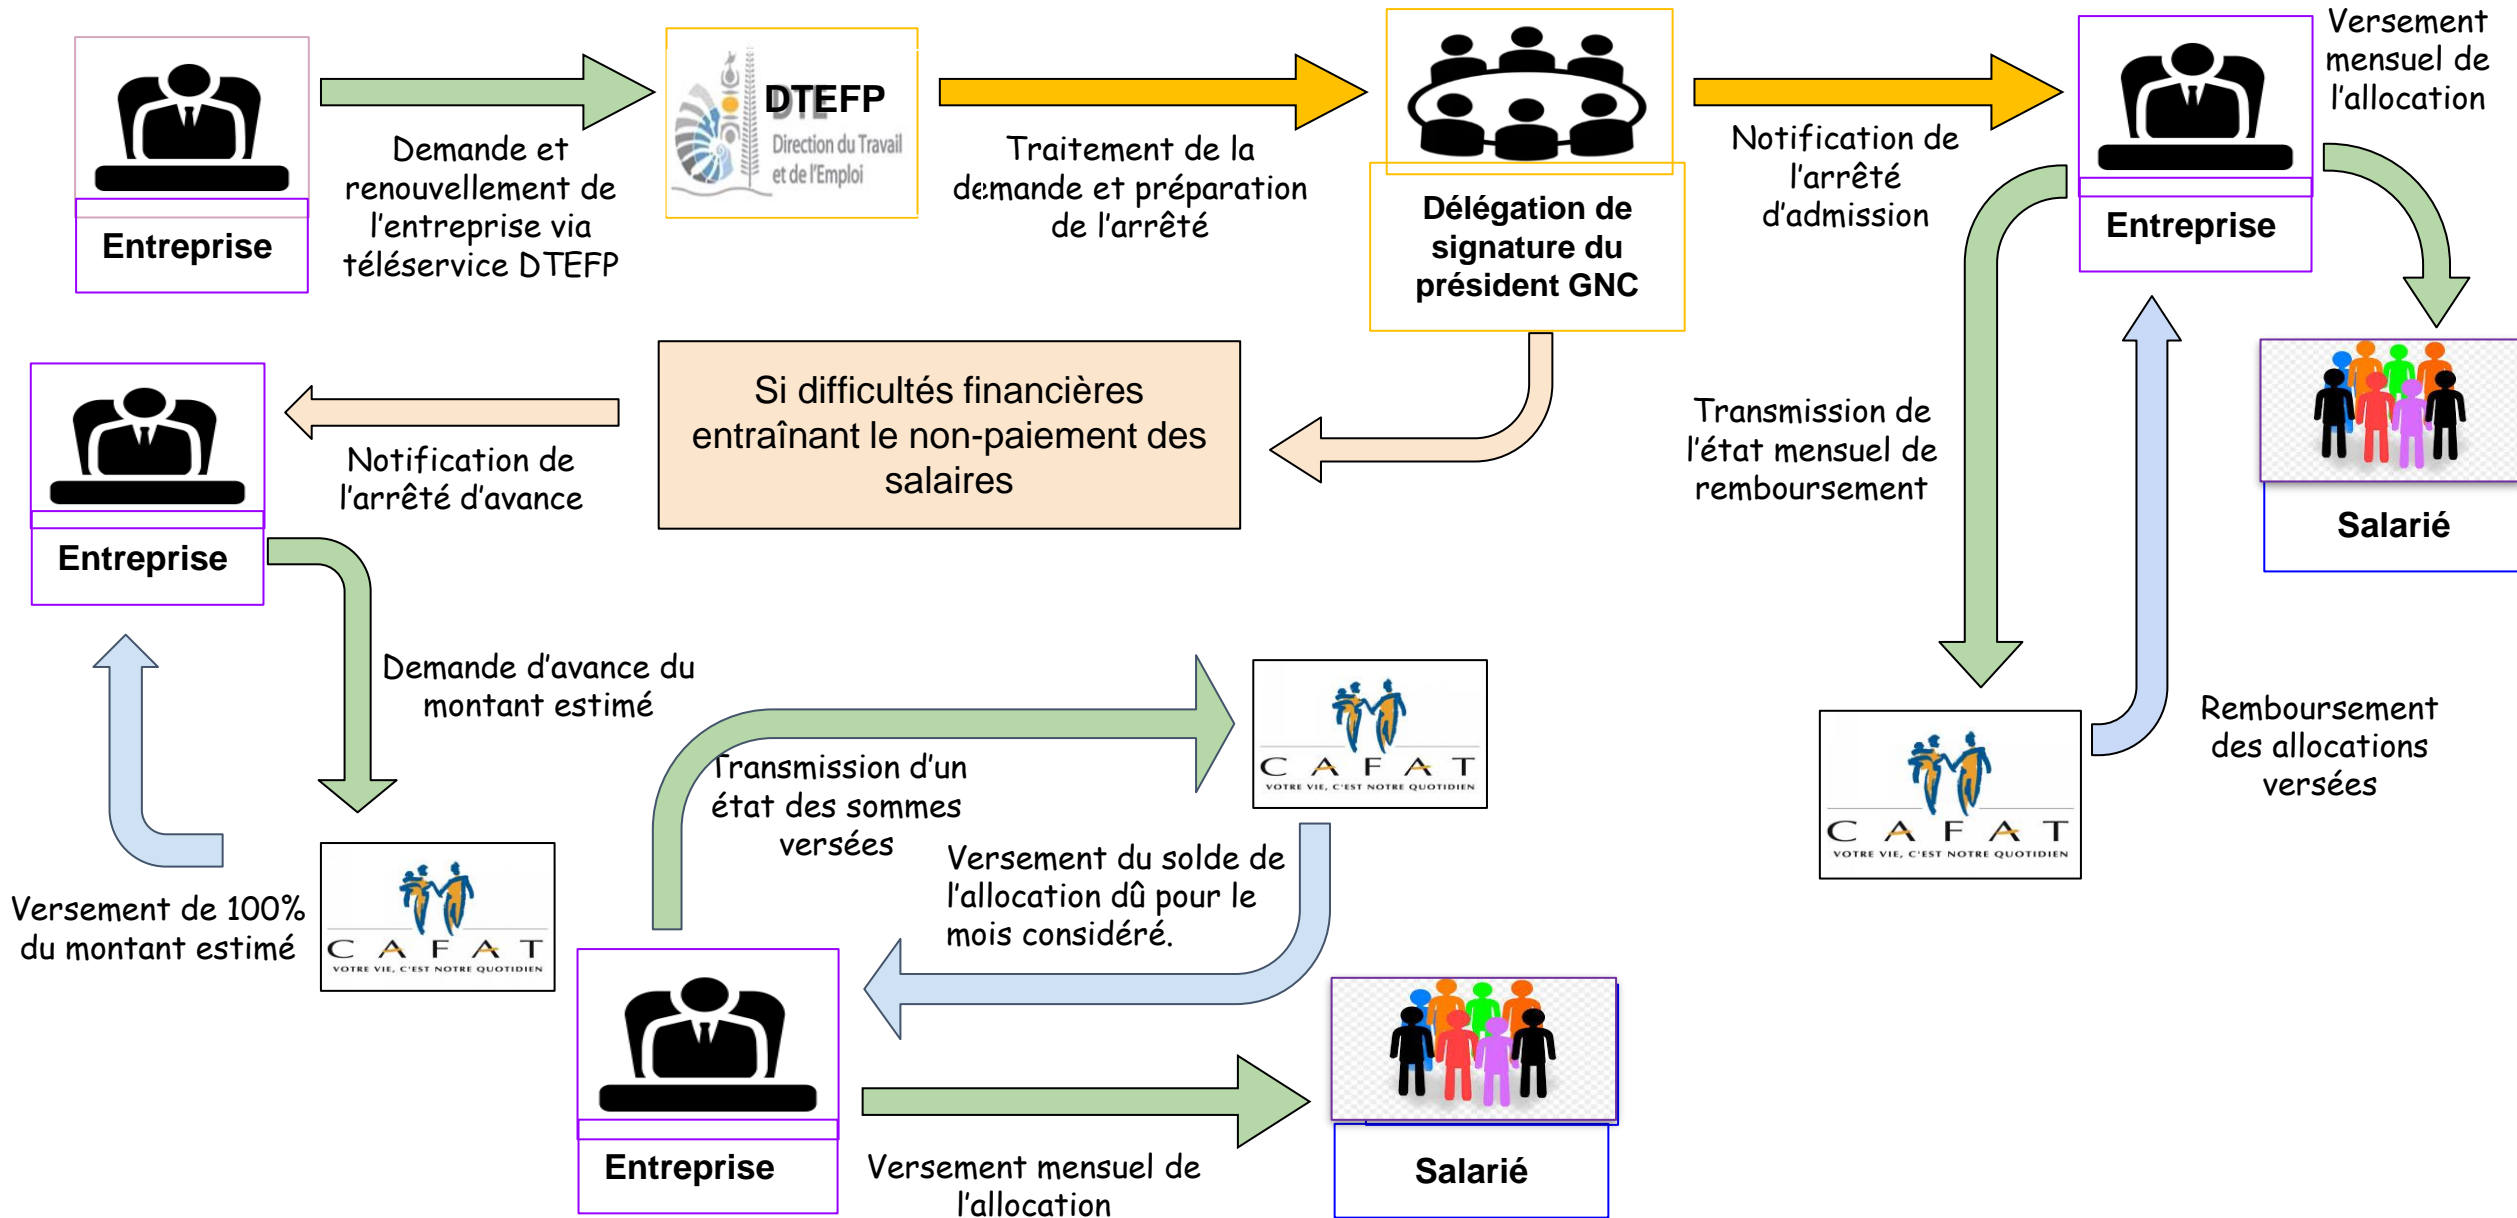 Entreprise
Demande et
renouvellement de
l'entreprise via
téléservice DTEFP
DTEFP
Direction du Travail
et de l'Emploi
Traitement de la
demande et préparation
de l'arrêté
Délégation de
signature du
président GNC
Notification de
l'arrêté
d'admission
Entreprise
Versement
mensuel de
l'allocation
Salarié
Transmission de
l'état mensuel de
remboursement
CAFAT
VOTRE VIE, C'EST NOTRE QUOTIDIEN
Remboursement
des allocations
versées
Si difficultés financières
entraînant le non-paiement des
salaires
Notification de
l'arrêté d'avance
Entreprise
Demande d'avance du
montant estimé
CAFAT
VOTRE VIE, C'EST NOTRE QUOTIDIEN
Versement de 100%
du montant estimé
Transmission d'un
état des sommes
versées
CAFAT
VOTRE VIE, C'EST NOTRE QUOTIDIEN
Versement du solde de
l'allocation dû pour le
mois considéré.
Entreprise
Versement mensuel de
l'allocation
Salarié